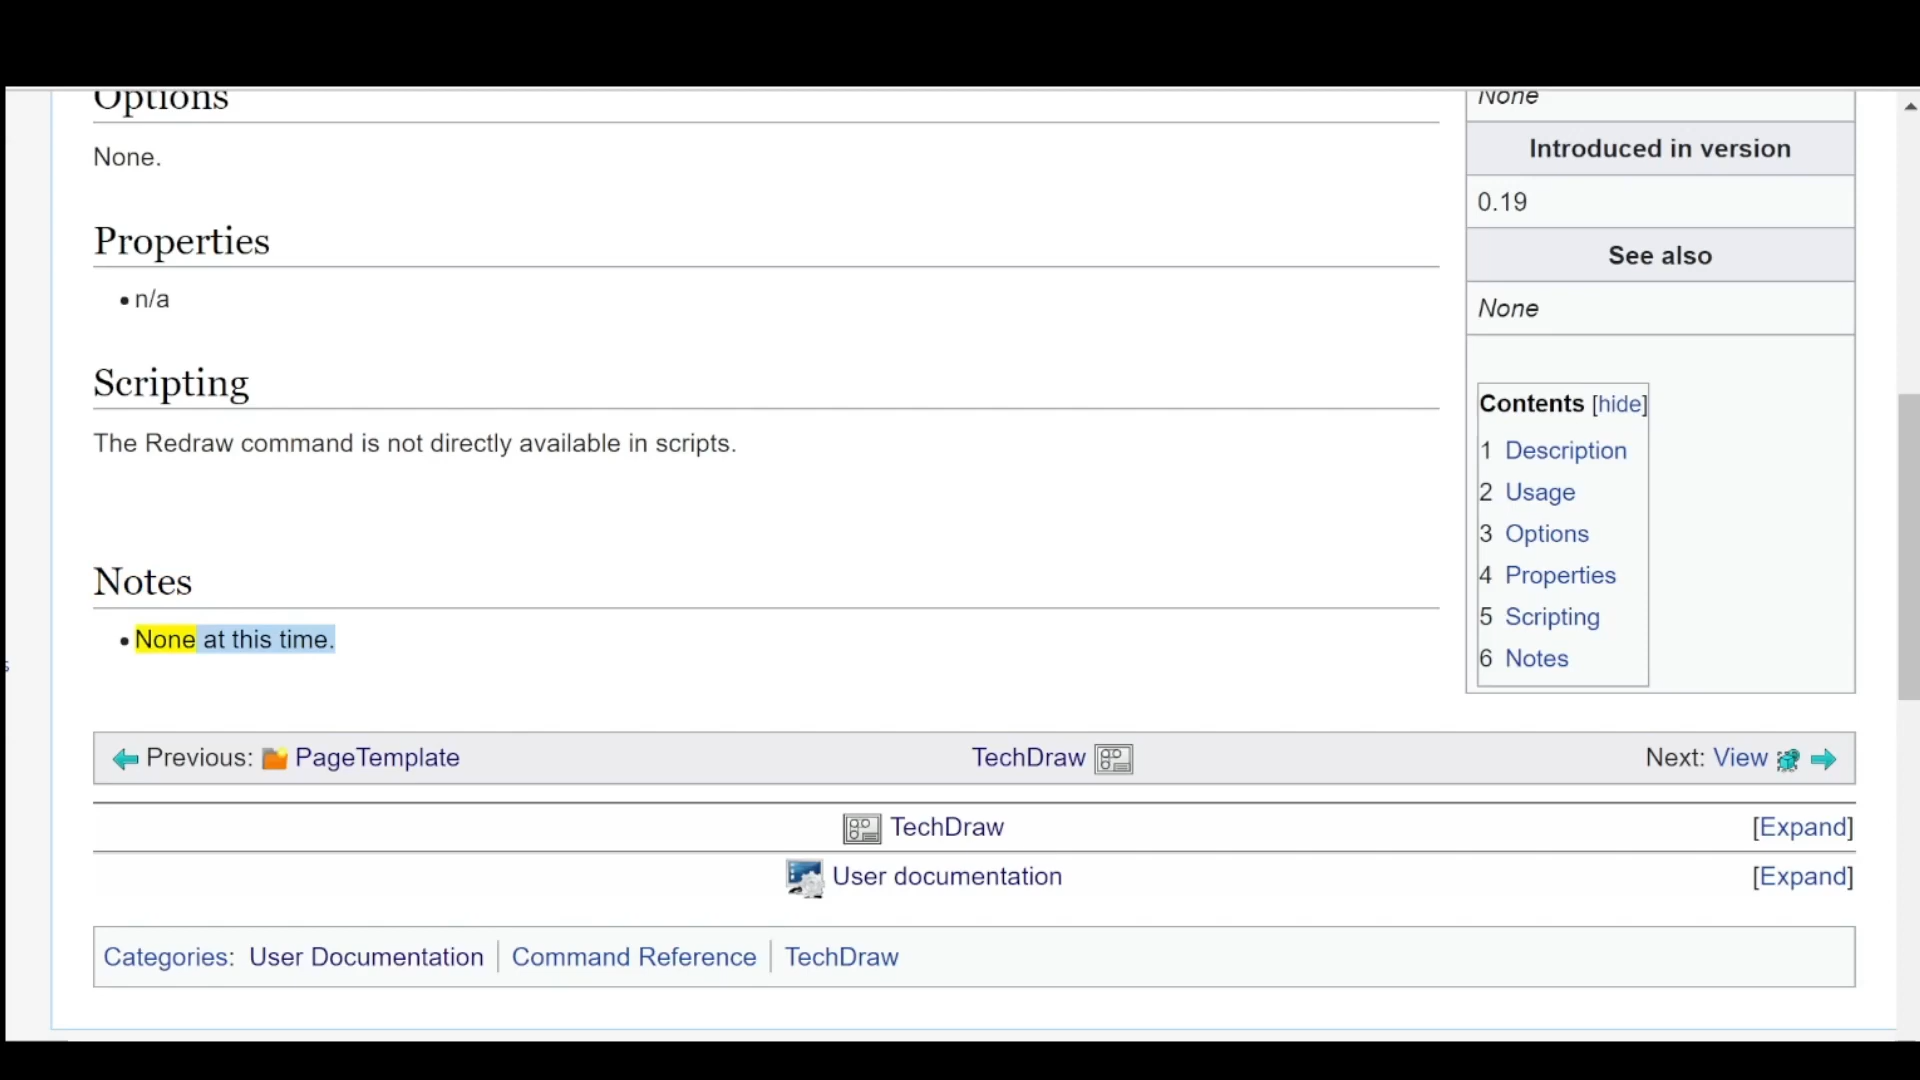 Options
None.
Properties
n/a
Scripting
The Redraw command is not directly available in scripts.
Notes
None at this time.
None
Introduced in version
0.19
See also
None
Contents [hide]
1 Description
2 Usage
3 Options
4 Properties
5 Scripting
6 Notes
Previous: PageTemplate
TechDraw
Next: View
TechDraw
[Expand]
User documentation
[Expand]
Categories: User Documentation | Command Reference | TechDraw